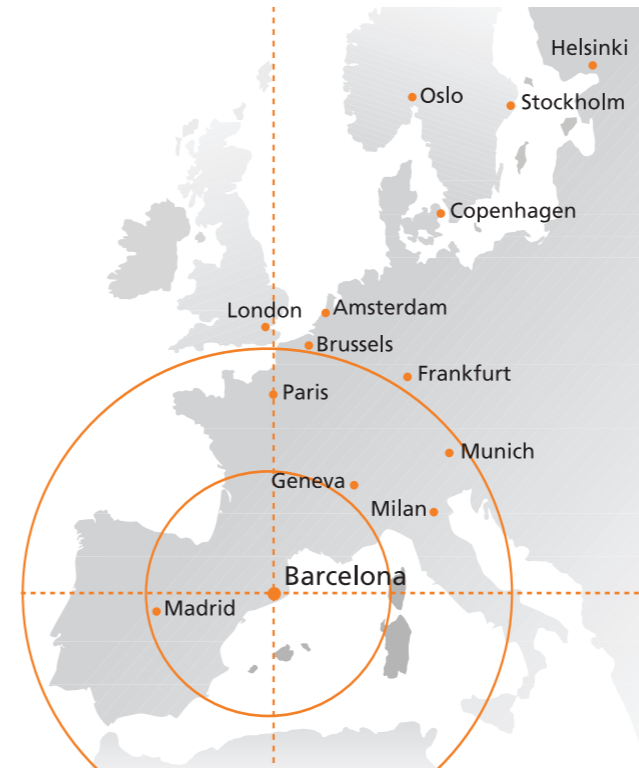 Helsinki
Oslo
Stockholm
Copenhagen
London
Amsterdam
Brussels
Frankfurt
Paris
Munich
Geneva
Milan
Barcelona
Madrid